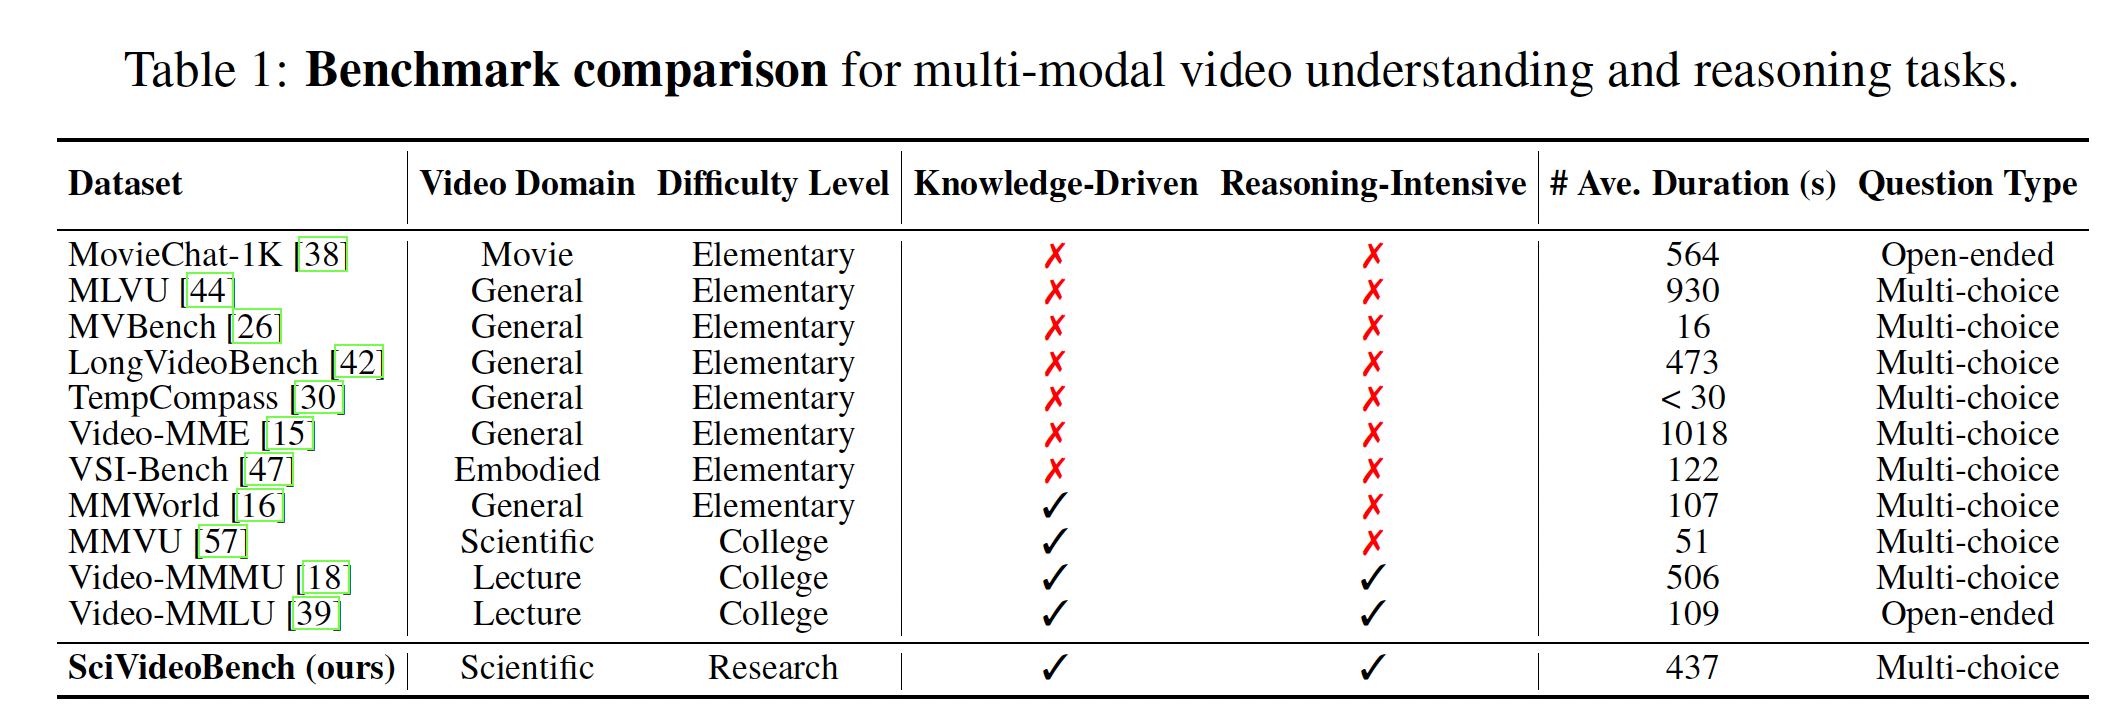 Table 1: Benchmark comparison for multi-modal video understanding and reasoning tasks.
Dataset Video Domain Difficulty Level Knowledge-Driven Reasoning-Intensive # Ave. Duration (s) Question Type
MovieChat-1K [38] Movie Elementary ✗ ✗ 564 Open-ended
MLVU [44] General Elementary ✗ ✗ 930 Multi-choice
MVBench [26] General Elementary ✗ ✗ 16 Multi-choice
LongVideoBench [42] General Elementary ✗ ✗ 473 Multi-choice
TempCompass [30] General Elementary ✗ ✗ < 30 Multi-choice
Video-MME [15] General Elementary ✗ ✗ 1018 Multi-choice
VSI-Bench [47] Embodied Elementary ✗ ✗ 122 Multi-choice
MMWorld [16] General Elementary ✓ ✗ 107 Multi-choice
MMVU [57] Scientific College ✓ ✗ 51 Multi-choice
Video-MMMU [18] Lecture College ✓ ✓ 506 Multi-choice
Video-MMLU [39] Lecture College ✓ ✓ 109 Open-ended
SciVideoBench (ours) Scientific Research ✓ ✓ 437 Multi-choice